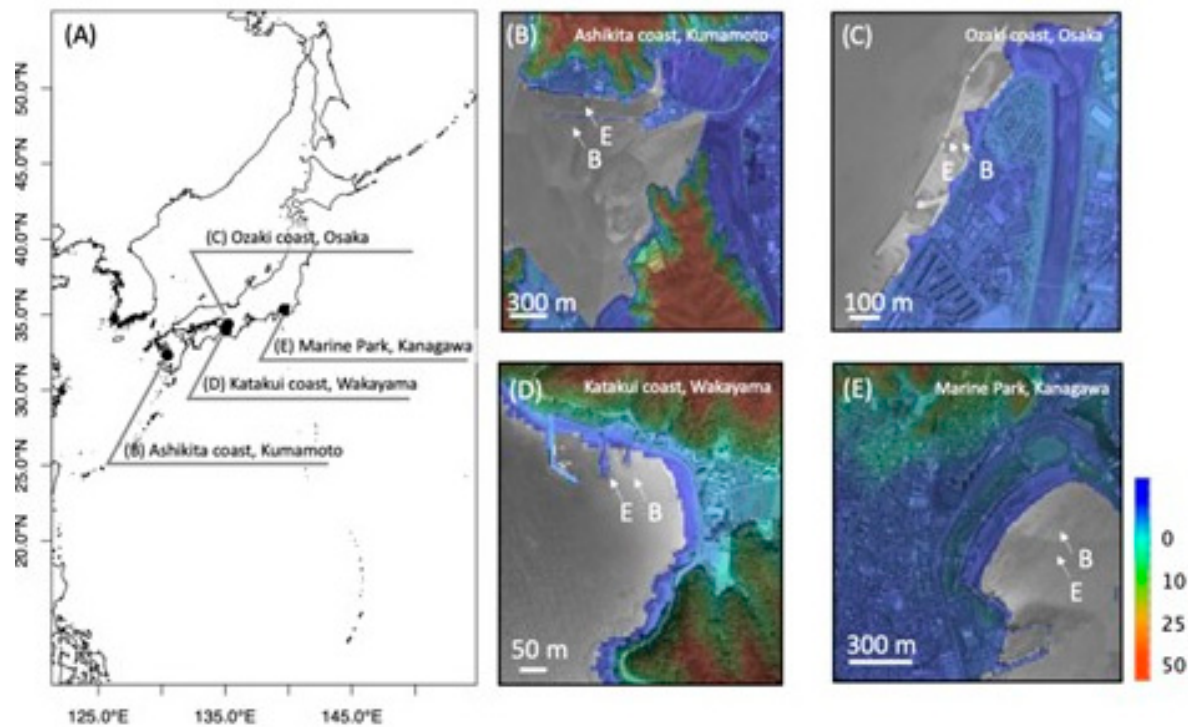 (A)
50.0°N
45.0°N
40.0°N
35.0°N
30.0°N
25.0°N
20.0°N
125.0°E
135.0°E
145.0°E
(C) Ozaki coast, Osaka
(E) Marine Park, Kanagawa
(D) Katakui coast, Wakayama
(B) Ashikita coast, Kumamoto
(B)
Ashikita coast, Kumamoto
E
B
300 m
(C)
Ozaki coast, Osaka
E B
100 m
(D)
Katakui coast, Wakayama
E B
50 m
(E)
Marine Park, Kanagawa
B
E
300 m
0
10
25
50